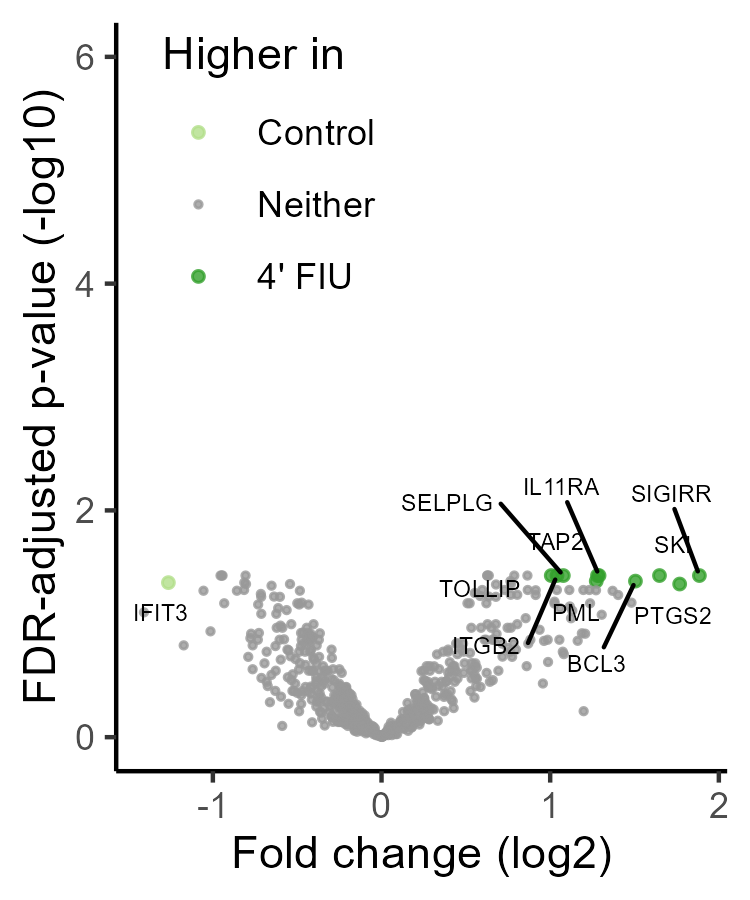 FDR-adjusted p-value (-log10)
6
4
2
0
Higher in
Control
Neither
4' FIU
IL11RA
SIGIRR
SELPLG
TAP2
SKI
TOLLIP
IFIT3
PML
PTGS2
ITGB2
BCL3
-1
0
1
2
Fold change (log2)